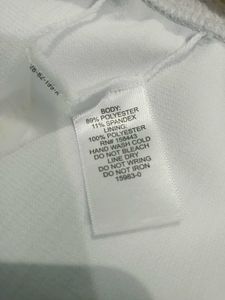 BODY:
89% POLYESTER
11% SPANDEX
LINING:
100% POLYESTER
RN# 158443
HAND WASH COLD
DO NOT BLEACH
LINE DRY
DO NOT WRING
DO NOT IRON
15983-0